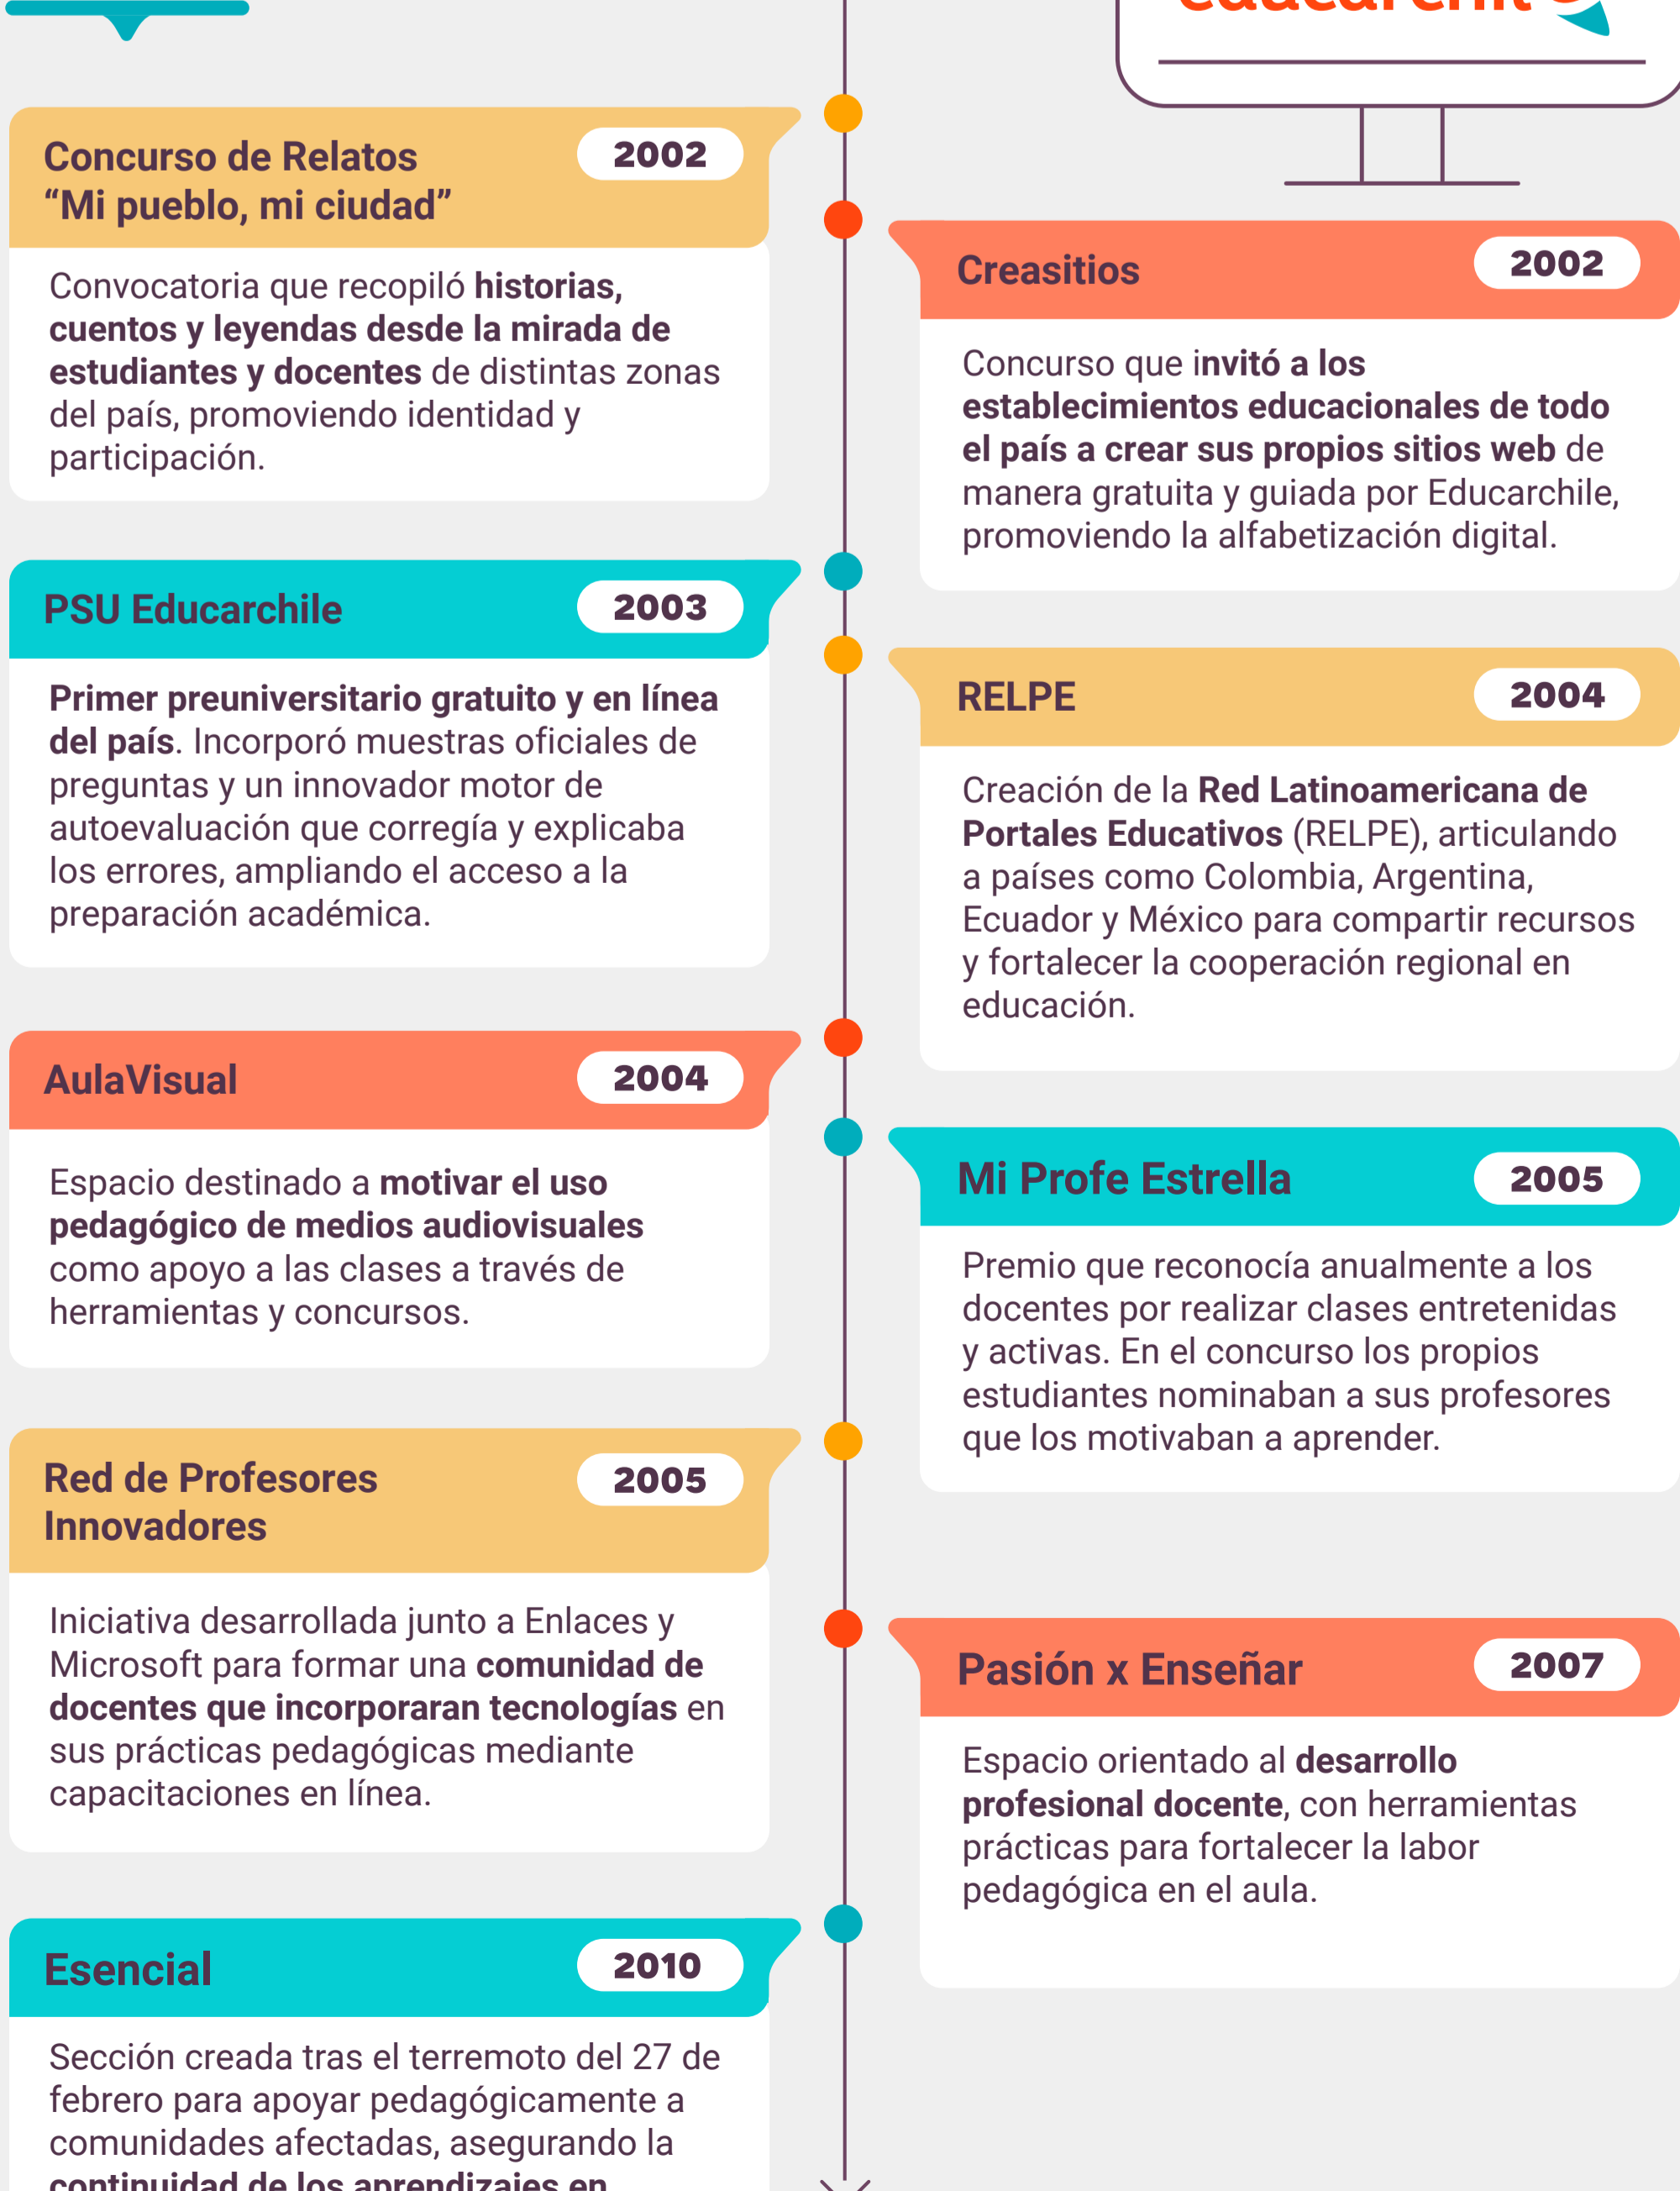 educarchile
Concurso de Relatos
“Mi pueblo, mi ciudad”
2002
Convocatoria que recopiló historias,
cuentos y leyendas desde la mirada de
estudiantes y docentes de distintas zonas
del país, promoviendo identidad y
participación.
Creasitios
2002
Concurso que invitó a los
establecimientos educacionales de todo
el país a crear sus propios sitios web de
manera gratuita y guiada por Educarchile,
promoviendo la alfabetización digital.
PSU Educarchile
2003
Primer preuniversitario gratuito y en línea
del país. Incorporó muestras oficiales de
preguntas y un innovador motor de
autoevaluación que corregía y explicaba
los errores, ampliando el acceso a la
preparación académica.
RELPE
2004
Creación de la Red Latinoamericana de
Portales Educativos (RELPE), articulando
a países como Colombia, Argentina,
Ecuador y México para compartir recursos
y fortalecer la cooperación regional en
educación.
AulaVisual
2004
Espacio destinado a motivar el uso
pedagógico de medios audiovisuales
como apoyo a las clases a través de
herramientas y concursos.
Mi Profe Estrella
2005
Premio que reconocía anualmente a los
docentes por realizar clases entretenidas
y activas. En el concurso los propios
estudiantes nominaban a sus profesores
que los motivaban a aprender.
Red de Profesores
Innovadores
2005
Iniciativa desarrollada junto a Enlaces y
Microsoft para formar una comunidad de
docentes que incorporaran tecnologías en
sus prácticas pedagógicas mediante
capacitaciones en línea.
Pasión x Enseñar
2007
Espacio orientado al desarrollo
profesional docente, con herramientas
prácticas para fortalecer la labor
pedagógica en el aula.
Esencial
2010
Sección creada tras el terremoto del 27 de
febrero para apoyar pedagógicamente a
comunidades afectadas, asegurando la
continuidad de los aprendizajes en